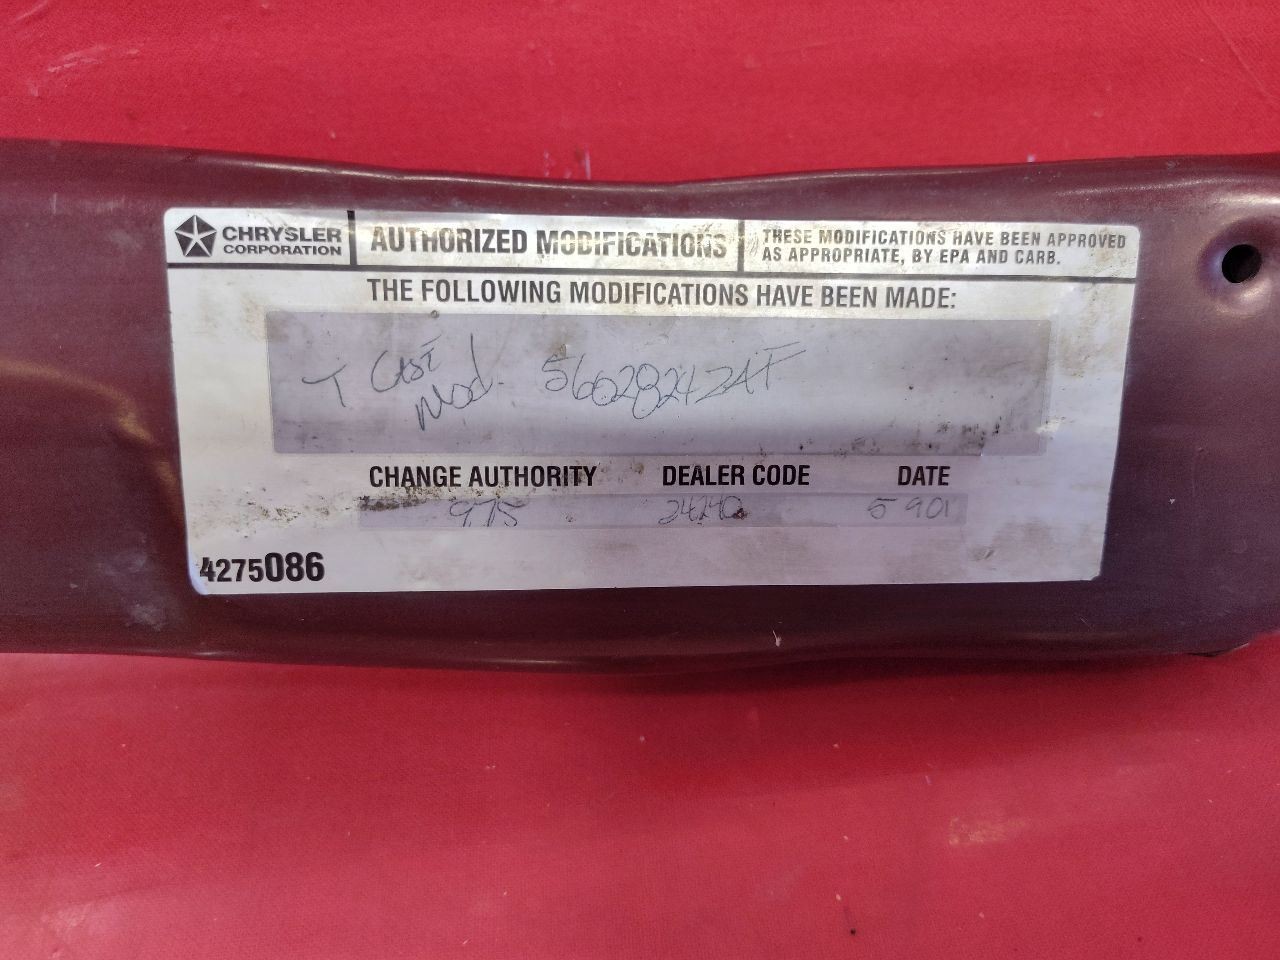 CHRYSLER
CORPORATION
AUTHORIZED MODIFICATIONS
THESE MODIFICATIONS HAVE BEEN APPROVED
AS APPROPRIATE, BY EPA AND CARB.
THE FOLLOWING MODIFICATIONS HAVE BEEN MADE:
T CASE
Mod.
CHANGE AUTHORITY DEALER CODE DATE
975 24240 5 901
4275086